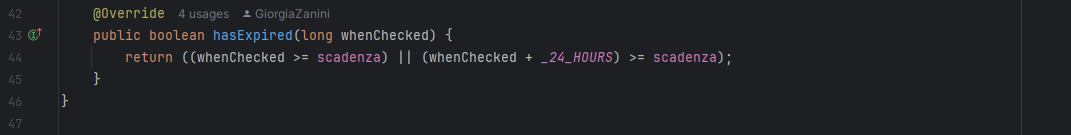 42 @Override 4 usages GiorgiaZanini
43 public boolean hasExpired(long whenChecked) {
44 return ((whenChecked >= scadenza) || (whenChecked + _24_HOURS) >= scadenza);
45 }
46 }
47